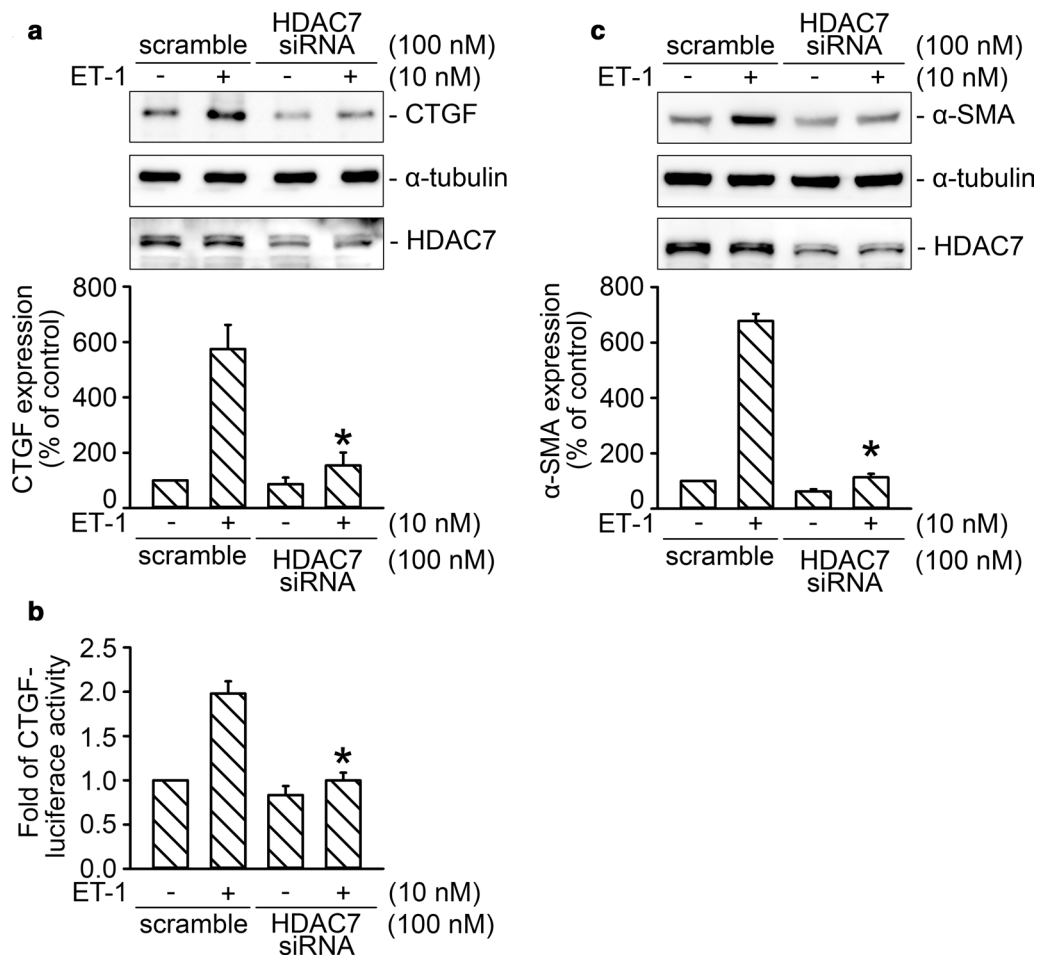 a
scramble
HDAC7
siRNA
(100 nM)
ET-1 - + - + (10 nM)
- CTGF
- α-tubulin
- HDAC7
CTGF expression
(% of control)
800
600
400
200
0
*
ET-1 - + - + (10 nM)
scramble
HDAC7
siRNA
(100 nM)
c
scramble
HDAC7
siRNA
(100 nM)
ET-1 - + - + (10 nM)
- α-SMA
- α-tubulin
- HDAC7
α-SMA expression
(% of control)
800
600
400
200
0
*
ET-1 - + - + (10 nM)
scramble
HDAC7
siRNA
(100 nM)
b
Fold of CTGF-
luciferace activity
2.5
2.0
1.5
1.0
0.5
0.0
*
ET-1 - + - + (10 nM)
scramble
HDAC7
siRNA
(100 nM)